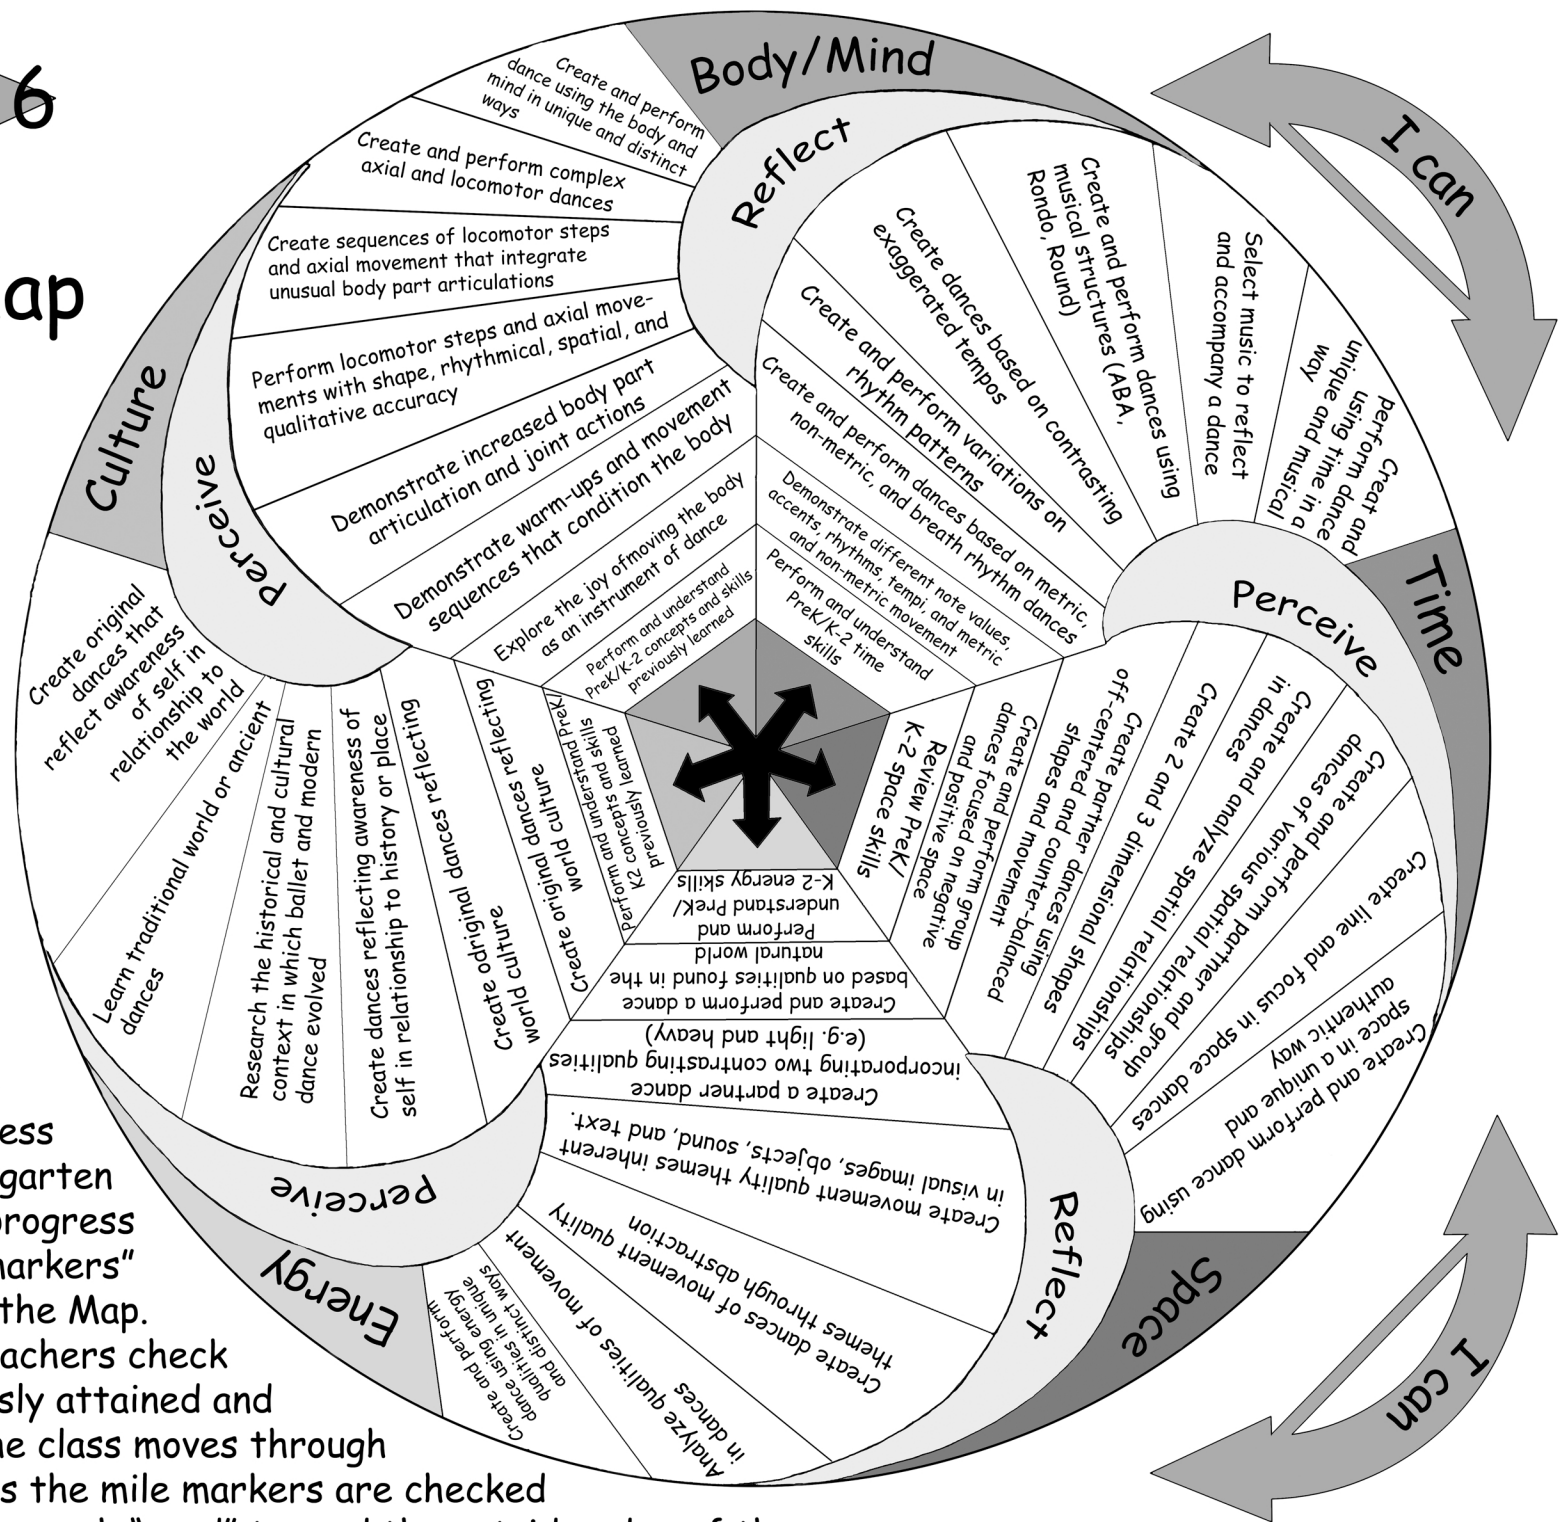 6
ap
Body/Mind
Create and perform
dance using the body and
mind in unique and distinct
ways
Create and perform complex
axial and locomotor dances
Create sequences of locomotor steps
and axial movement that integrate
unusual body part articulations
Perform locomotor steps and axial move-
ments with shape, rhythmical, spatial, and
qualitative accuracy
Demonstrate increased body part
articulation and joint actions
Demonstrate warm-ups and movement
sequences that condition the body
Explore the joy ofmoving the body
as an instrument of dance
Perform and understand
PreK/K-2 concepts and skills
previously learned
Reflect
Time
Creat and
perform dance
using time in a
unique and musical
way
Select music to reflect
and accompany a dance
Create and perform dances using
musical structures (ABA,
Rondo, Round)
Create dances based on contrasting
exaggerated tempos
Create and perform variations on
rhythm patterns
Create and perform dances based on metric,
non-metric, and breath rhythm dances
Demonstrate different note values,
accents, rhythms, tempi, and metric
and non-metric movement
Perform and understand
PreK/K-2 time
skills
Perceive
Space
Create and perform dance using
space in a unique and
authentic way
Create line and focus in space dances
Create and perform partner and group
dances of various spatial relationships
Create and analyze spatial relationships
in dances
Create 2 and 3 dimensional shapes
Create partner dances using
off-centered and counter-balanced
shapes and movement
Create and perform group
dances focused on negative
and positive space
Review PreK/
K-2 space skills
Reflect
Energy
Create and perform
dance using energy
qualities in unique
and distinct ways
Analyze qualities of movement
in dances
Create dances of movement quality
themes through abstraction
Create movement quality themes inherent
in visual images, objects, sound, and text.
Create a partner dance
incorporating two contrasting qualities
(e.g. light and heavy)
Create and perform a dance
based on qualities found in the
natural world
Perform and
understand PreK/
K-2 energy skills
Perceive
Culture
Create original
dances that
reflect awareness
of self in
relationship to
the world
Learn traditional world or ancient
dances
Research the historical and cultural
context in which ballet and modern
dance evolved
Create dances reflecting awareness of
self in relationship to history or place
Create odriginal dances reflecting
world culture
Create original dances reflecting
world culture
Perform and understand PreK/
K2 concepts and skills
previously learned
Perceive
I can
I can
ess
garten
progress
markers”
the Map.
eachers check
sly attained and
he class moves through
s the mile markers are checked